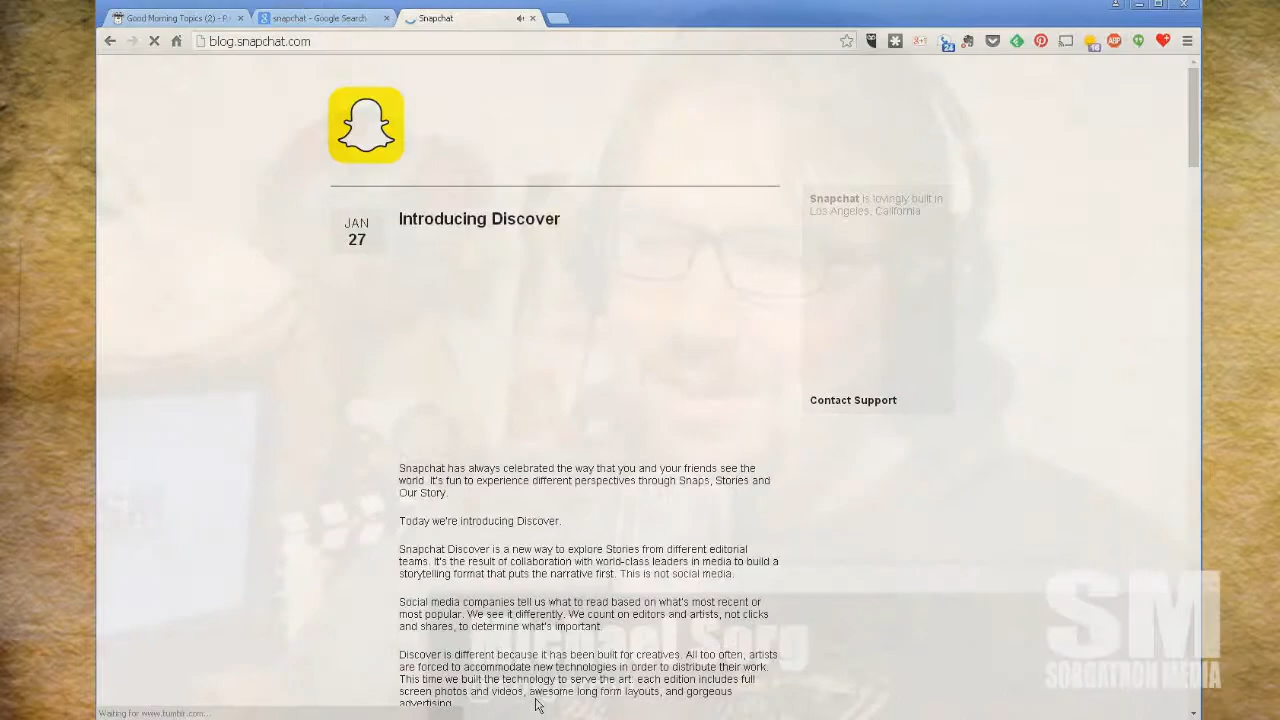 Good Morning Topics (2) -
snapchat - Google Search
Snapchat
blog.snapchat.com
24
16
JAN
27
Introducing Discover
Snapchat is lovingly built in
Los Angeles, California
Contact Support
Snapchat has always celebrated the way that you and your friends see the
world. It's fun to experience different perspectives through Snaps, Stories and
Our Story.
Today we're introducing Discover.
Snapchat Discover is a new way to explore Stories from different editorial
teams. It's the result of collaboration with world-class leaders in media to build a
storytelling format that puts the narrative first. This is not social media.
Social media companies tell us what to read based on what's most recent or
most popular. We see it differently. We count on editors and artists, not clicks
and shares, to determine what's important.
Discover is different because it has been built for creatives. All too often, artists
are forced to accommodate new technologies in order to distribute their work.
This time we built the technology to serve the art: each edition includes full
screen photos and videos, awesome long form layouts, and gorgeous
advertising.
Sorg
SM
SORGATRON MEDIA
Waiting for www.tumblr.com...